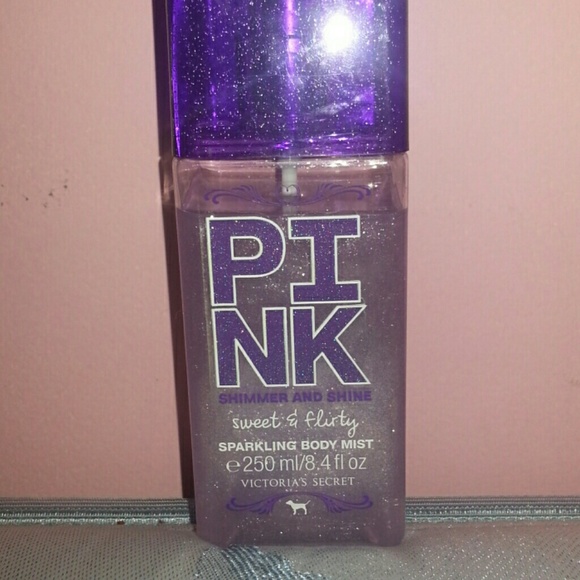 PI
NK
SHIMMER AND SHINE
sweet & flirty
SPARKLING BODY MIST
℮250 ml/8.4 fl oz
VICTORIA'S SECRET